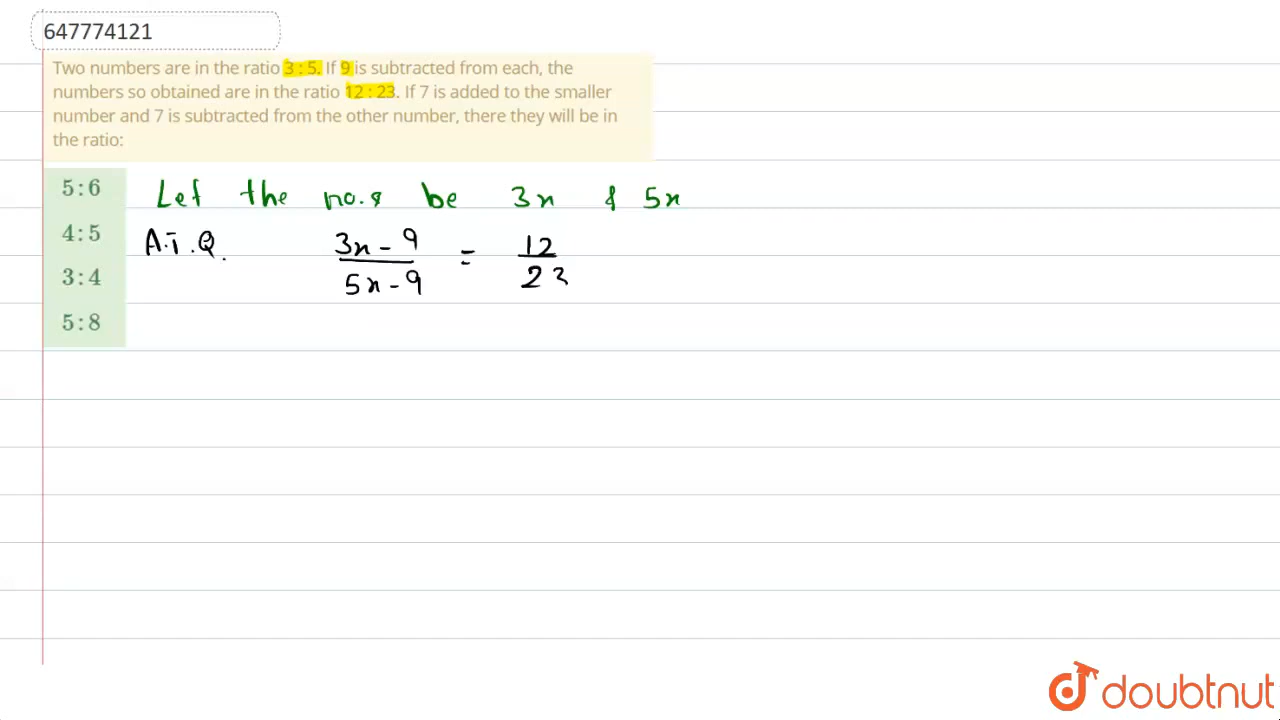 647774121
Two numbers are in the ratio 3 : 5. If 9 is subtracted from each, the
numbers so obtained are in the ratio 12 : 23. If 7 is added to the smaller
number and 7 is subtracted from the other number, there they will be in
the ratio:
5 : 6
Let the no.s be 3x & 5x
4 : 5
A.T.Q. 3x - 9 / 5x - 9 = 12 / 23
3 : 4
5 : 8
doubtnut